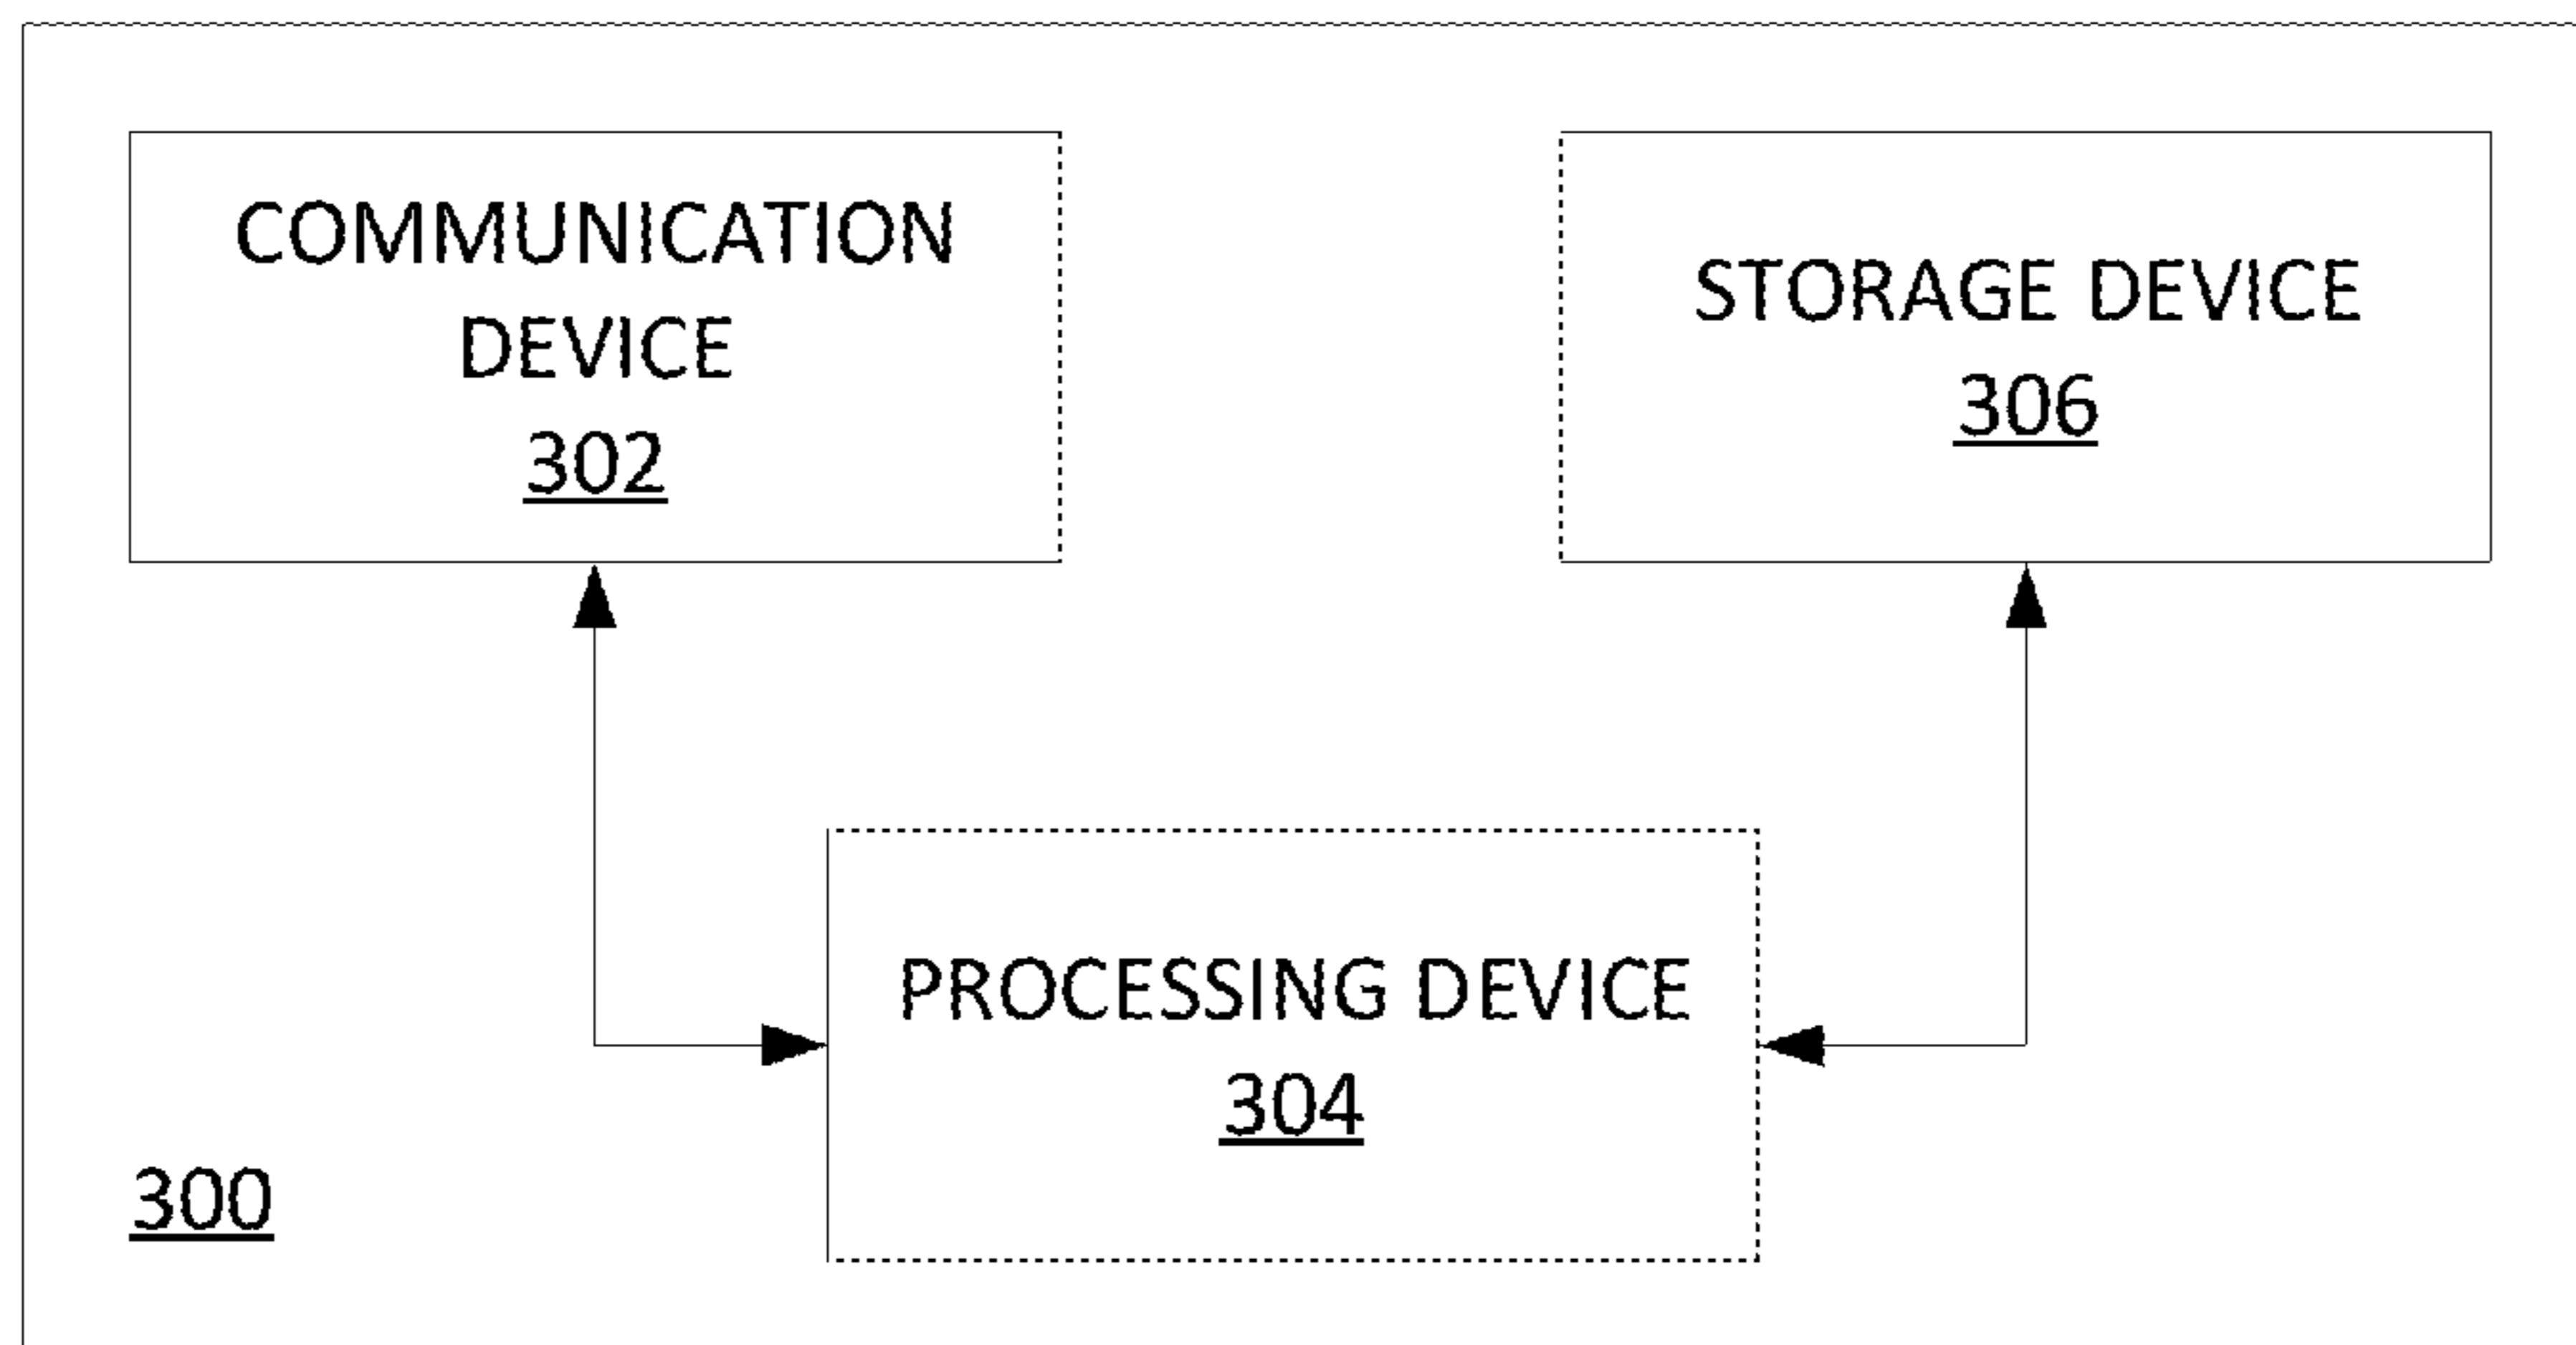 COMMUNICATION
DEVICE
302
STORAGE DEVICE
306
PROCESSING DEVICE
304
300